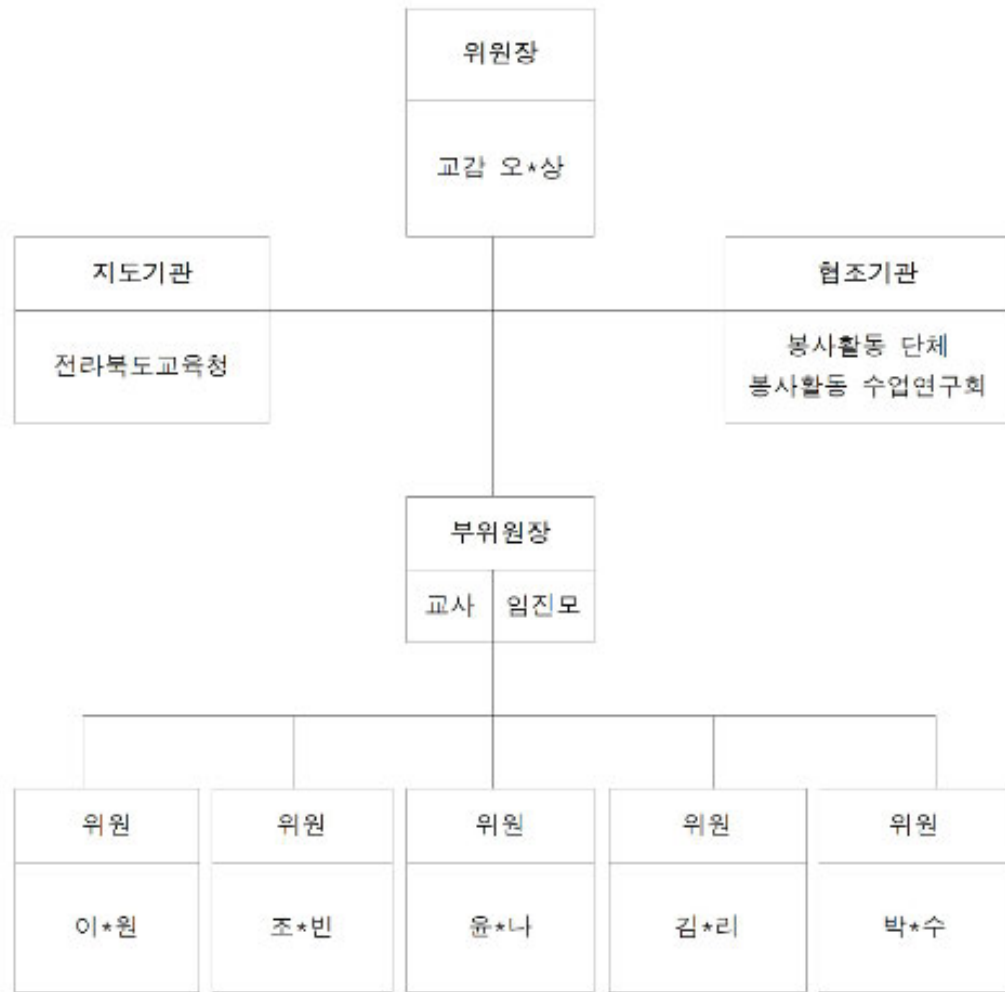 위원장
교감 오*상
지도기관
전라북도교육청
협조기관
봉사활동 단체
봉사활동 수업연구회
부위원장
교사 임진모
위원 위원 위원 위원 위원
이*원 조*빈 윤*나 김*리 박*수